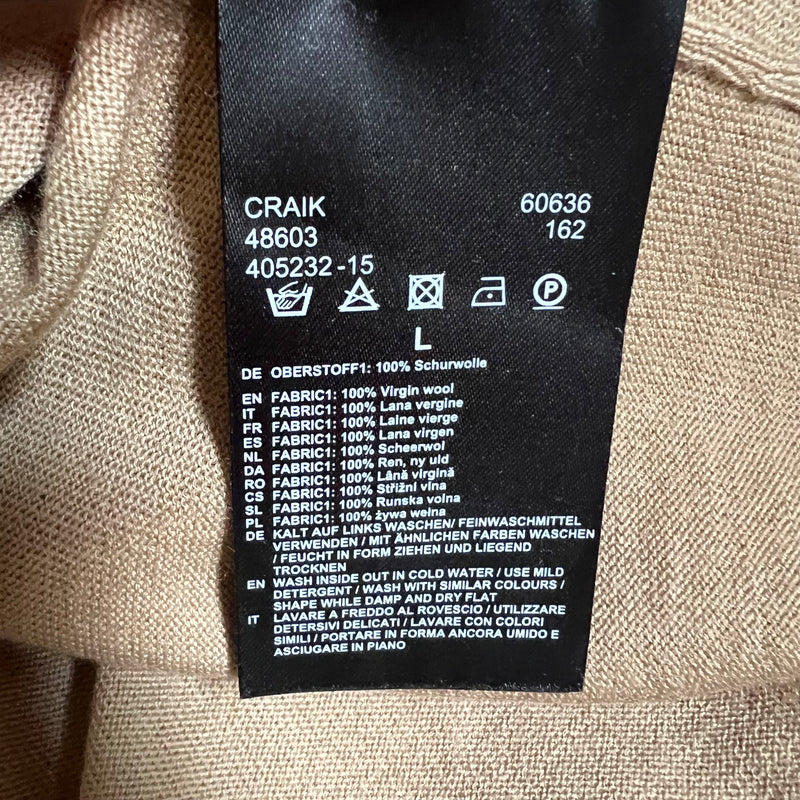 CRAIK 60636
48603 162
405232-15
P
L
DE OBERSTOFF1: 100% Schurwolle
EN FABRIC1: 100% Virgin wool
IT FABRIC1: 100% Lana vergine
FR FABRIC1: 100% Laine vierge
ES FABRIC1: 100% Lana virgen
NL FABRIC1: 100% Scheerwol
DA FABRIC1: 100% Ren, ny uld
RO FABRIC1: 100% Lână virgină
CS FABRIC1: 100% Střižní vlna
SL FABRIC1: 100% Runska volna
PL FABRIC1: 100% żywa wełna
DE KALT AUF LINKS WASCHEN/ FEINWASCHMITTEL
VERWENDEN / MIT ÄHNLICHEN FARBEN WASCHEN
/ FEUCHT IN FORM ZIEHEN UND LIEGEND
TROCKNEN
EN WASH INSIDE OUT IN COLD WATER / USE MILD
DETERGENT / WASH WITH SIMILAR COLOURS /
SHAPE WHILE DAMP AND DRY FLAT
IT LAVARE A FREDDO AL ROVESCIO / UTILIZZARE
DETERSIVI DELICATI / LAVARE CON COLORI
SIMILI / PORTARE IN FORMA ANCORA UMIDO E
ASCIUGARE IN PIANO